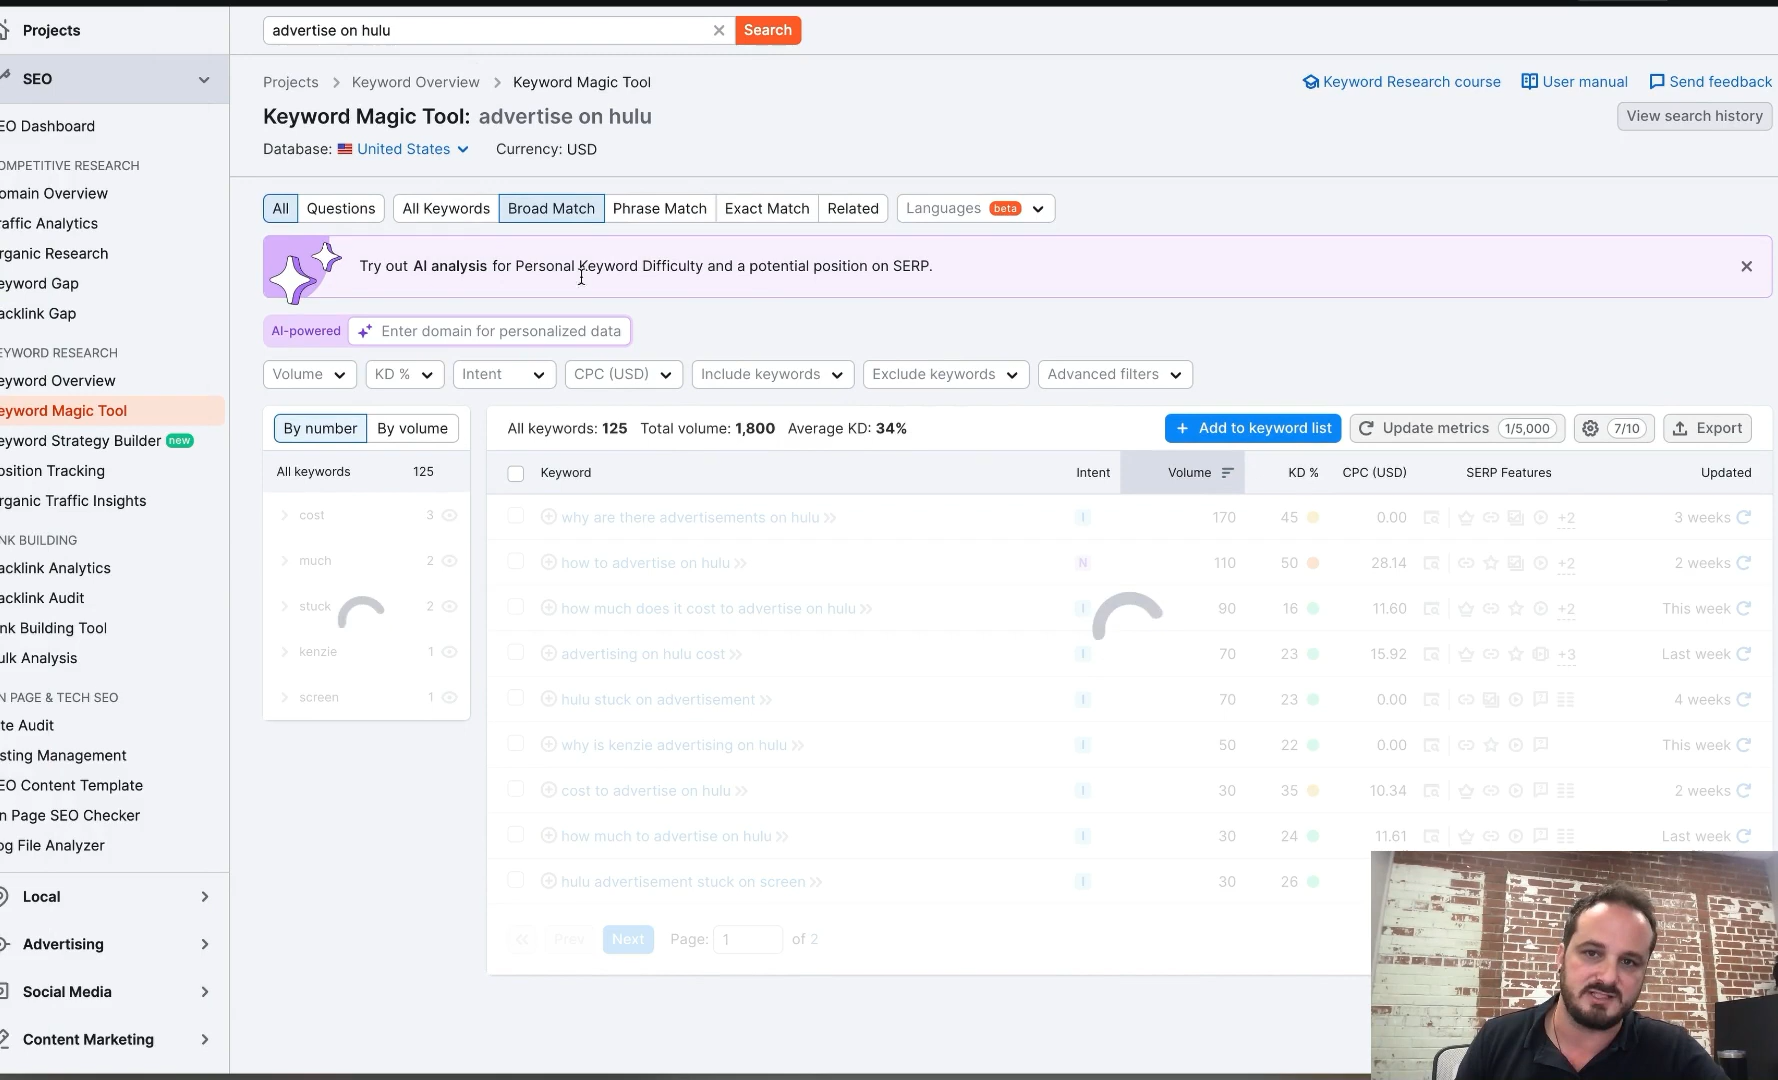 Projects
advertise on hulu
Search
SEO
Projects > Keyword Overview > Keyword Magic Tool
Keyword Research course
User manual
Send feedback
Keyword Magic Tool: advertise on hulu
View search history
Database: United States
Currency: USD
EO Dashboard
OMPETITIVE RESEARCH
omain Overview
raffic Analytics
rganic Research
eyword Gap
acklink Gap
EYWORD RESEARCH
eyword Overview
eyword Magic Tool
eyword Strategy Builder new
osition Tracking
rganic Traffic Insights
NK BUILDING
acklink Analytics
acklink Audit
nk Building Tool
ulk Analysis
N PAGE & TECH SEO
te Audit
sting Management
EO Content Template
n Page SEO Checker
og File Analyzer
Local
Advertising
Social Media
Content Marketing
All Questions All Keywords Broad Match Phrase Match Exact Match Related Languages beta
Try out AI analysis for Personal Keyword Difficulty and a potential position on SERP.
AI-powered Enter domain for personalized data
Volume KD % Intent CPC (USD) Include keywords Exclude keywords Advanced filters
By number By volume
All keywords 125
cost 3
much 2
stuck 2
kenzie 1
screen 1
All keywords: 125 Total volume: 1,800 Average KD: 34%
+ Add to keyword list
Update metrics 1/5,000
7/10
Export
Keyword Intent Volume KD % CPC (USD) SERP Features Updated
why are there advertisements on hulu >> I 170 45 0.00 +2 3 weeks
how to advertise on hulu >> N 110 50 28.14 +2 2 weeks
how much does it cost to advertise on hulu >> I 90 16 11.60 +2 This week
advertising on hulu cost >> I 70 23 15.92 +3 Last week
hulu stuck on advertisement >> I 70 23 0.00 4 weeks
why is kenzie advertising on hulu >> I 50 22 0.00 This week
cost to advertise on hulu >> I 30 35 10.34 2 weeks
how much to advertise on hulu >> I 30 24 11.61 Last week
hulu advertisement stuck on screen >> I 30 26
Prev Next Page: 1 of 2